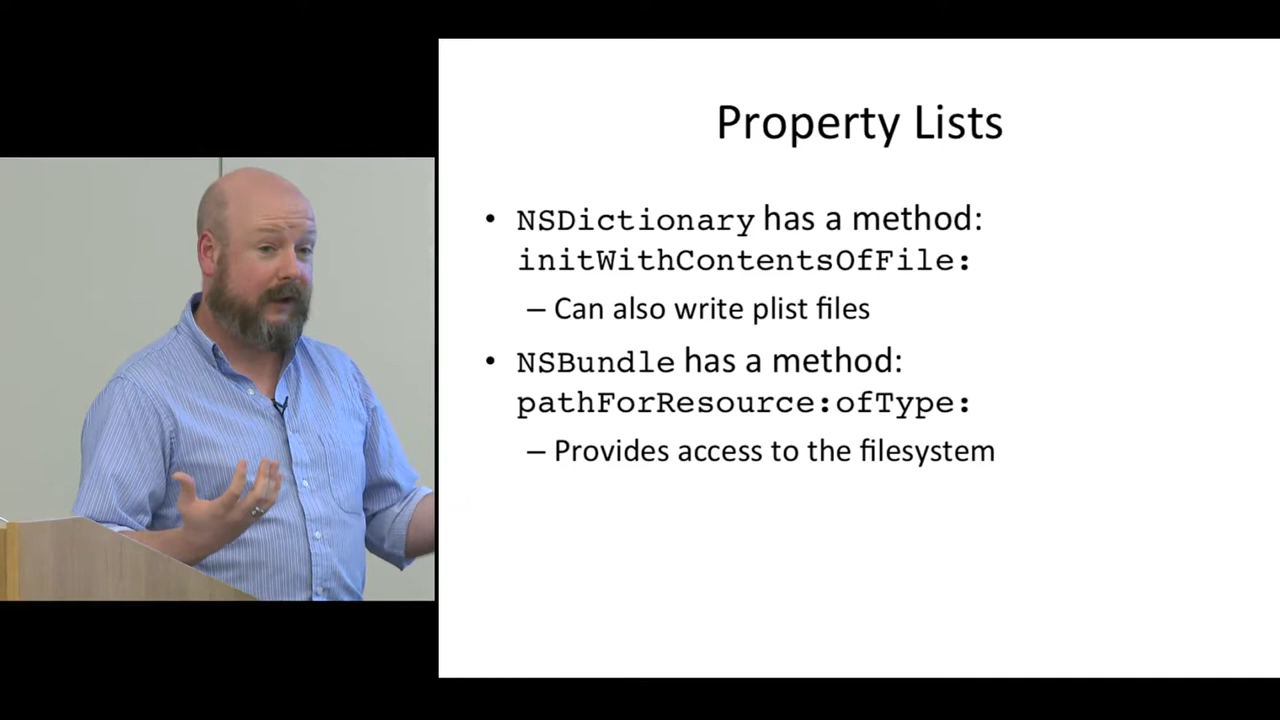 Property Lists
• NSDictionary has a method:
initWithContentsOfFile:
– Can also write plist files
• NSBundle has a method:
pathForResource:ofType:
– Provides access to the filesystem